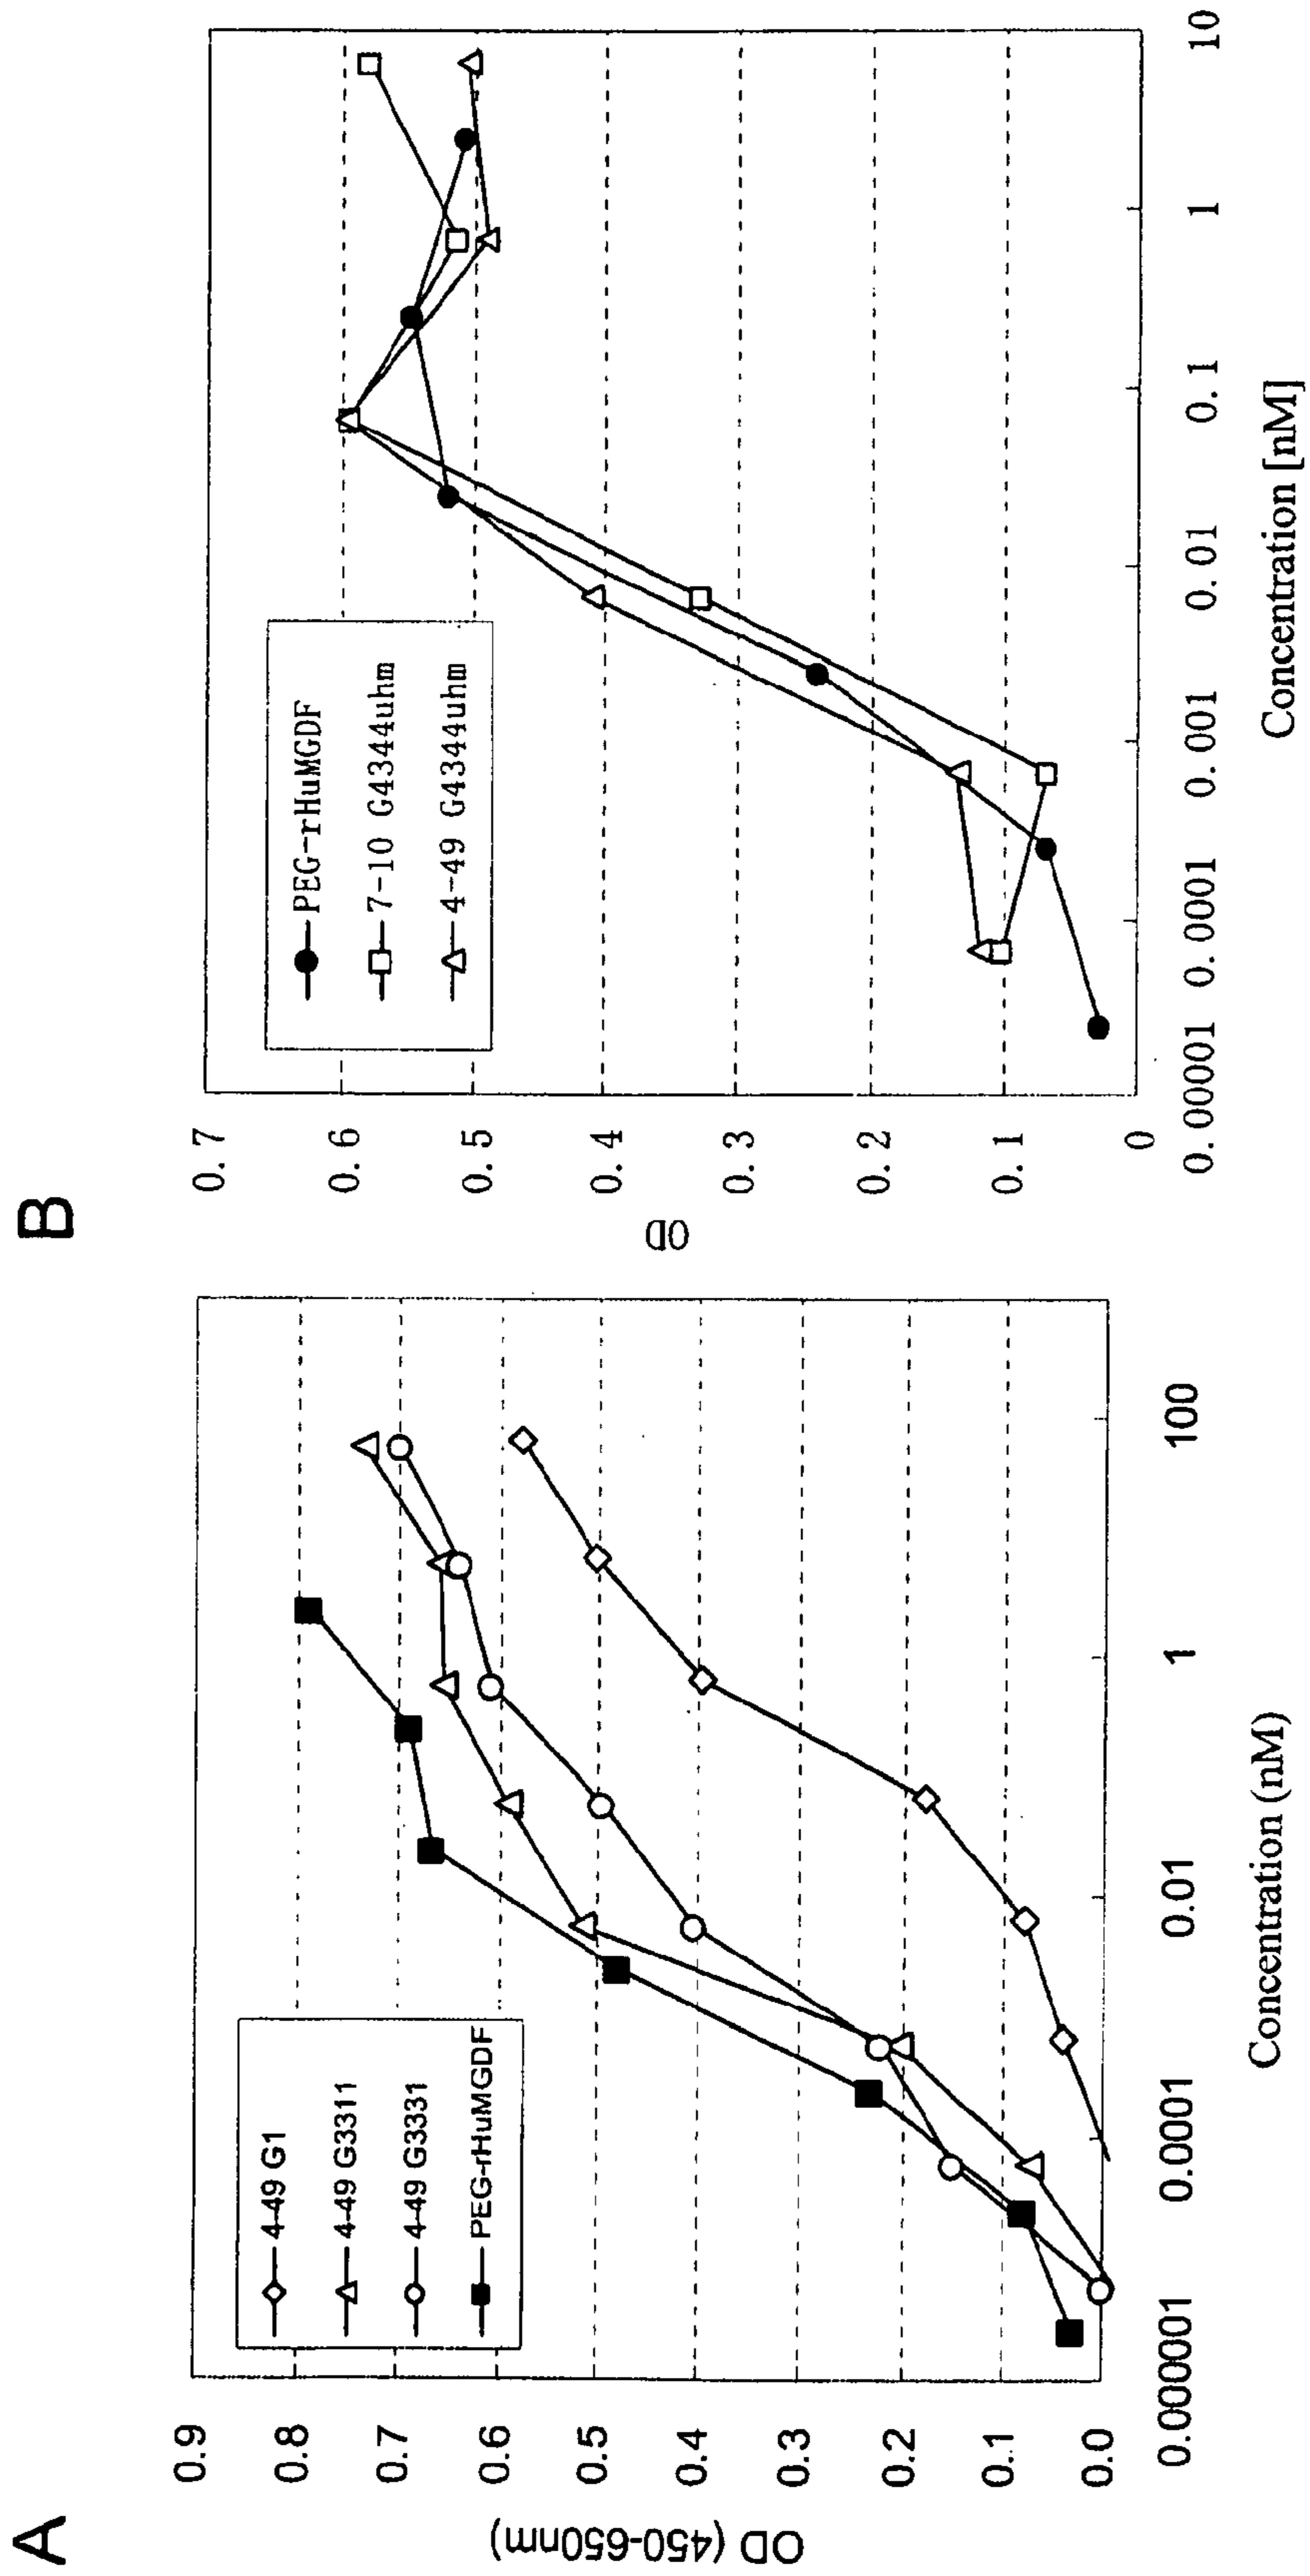 A
OD (450-650nm)
0.9
0.8
0.7
0.6
0.5
0.4
0.3
0.2
0.1
0.0
4-49 G1
4-49 G3311
4-49 G3331
PEG-rHuMGDF
0.000001
0.0001
0.01
1
100
Concentration (nM)
B
OD
0.7
0.6
0.5
0.4
0.3
0.2
0.1
0
PEG-rHuMGDF
7-10 G4344uhm
4-49 G4344uhm
0.00001
0.0001
0.001
0.01
0.1
1
10
Concentration [nM]